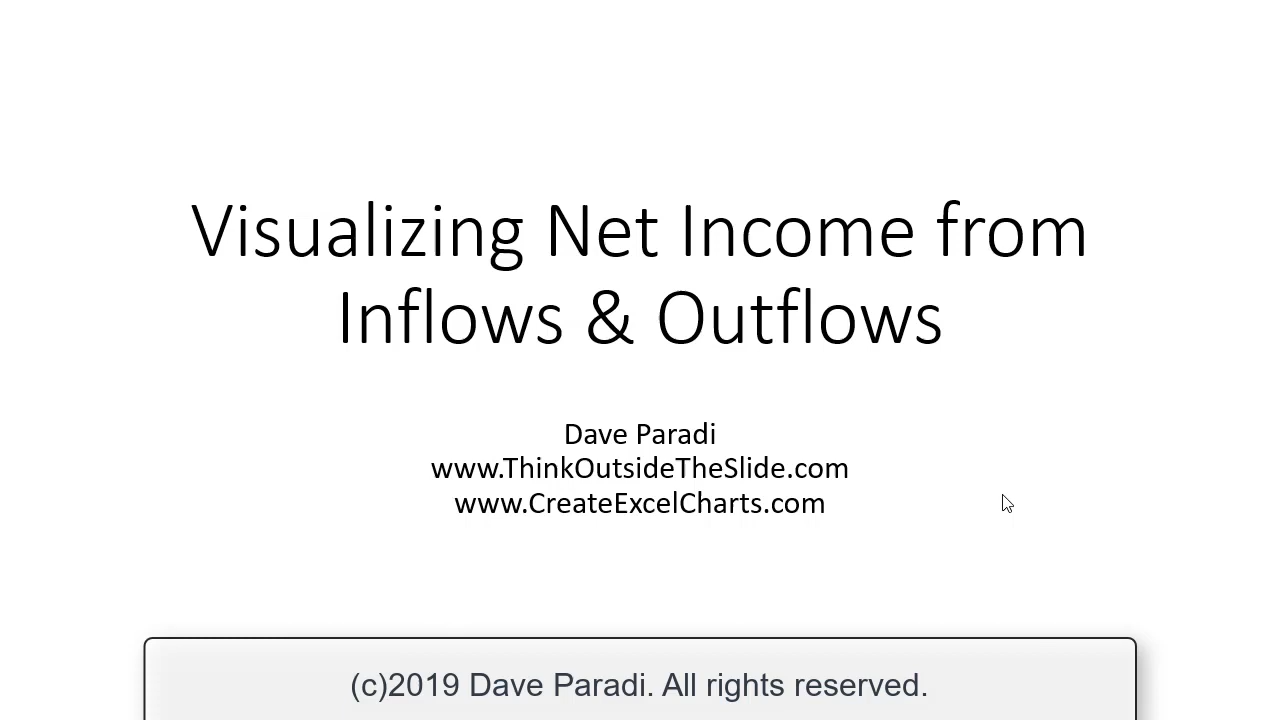 Visualizing Net Income from
Inflows & Outflows
Dave Paradi
www.ThinkOutsideTheSlide.com
www.CreateExcelCharts.com
(c)2019 Dave Paradi. All rights reserved.